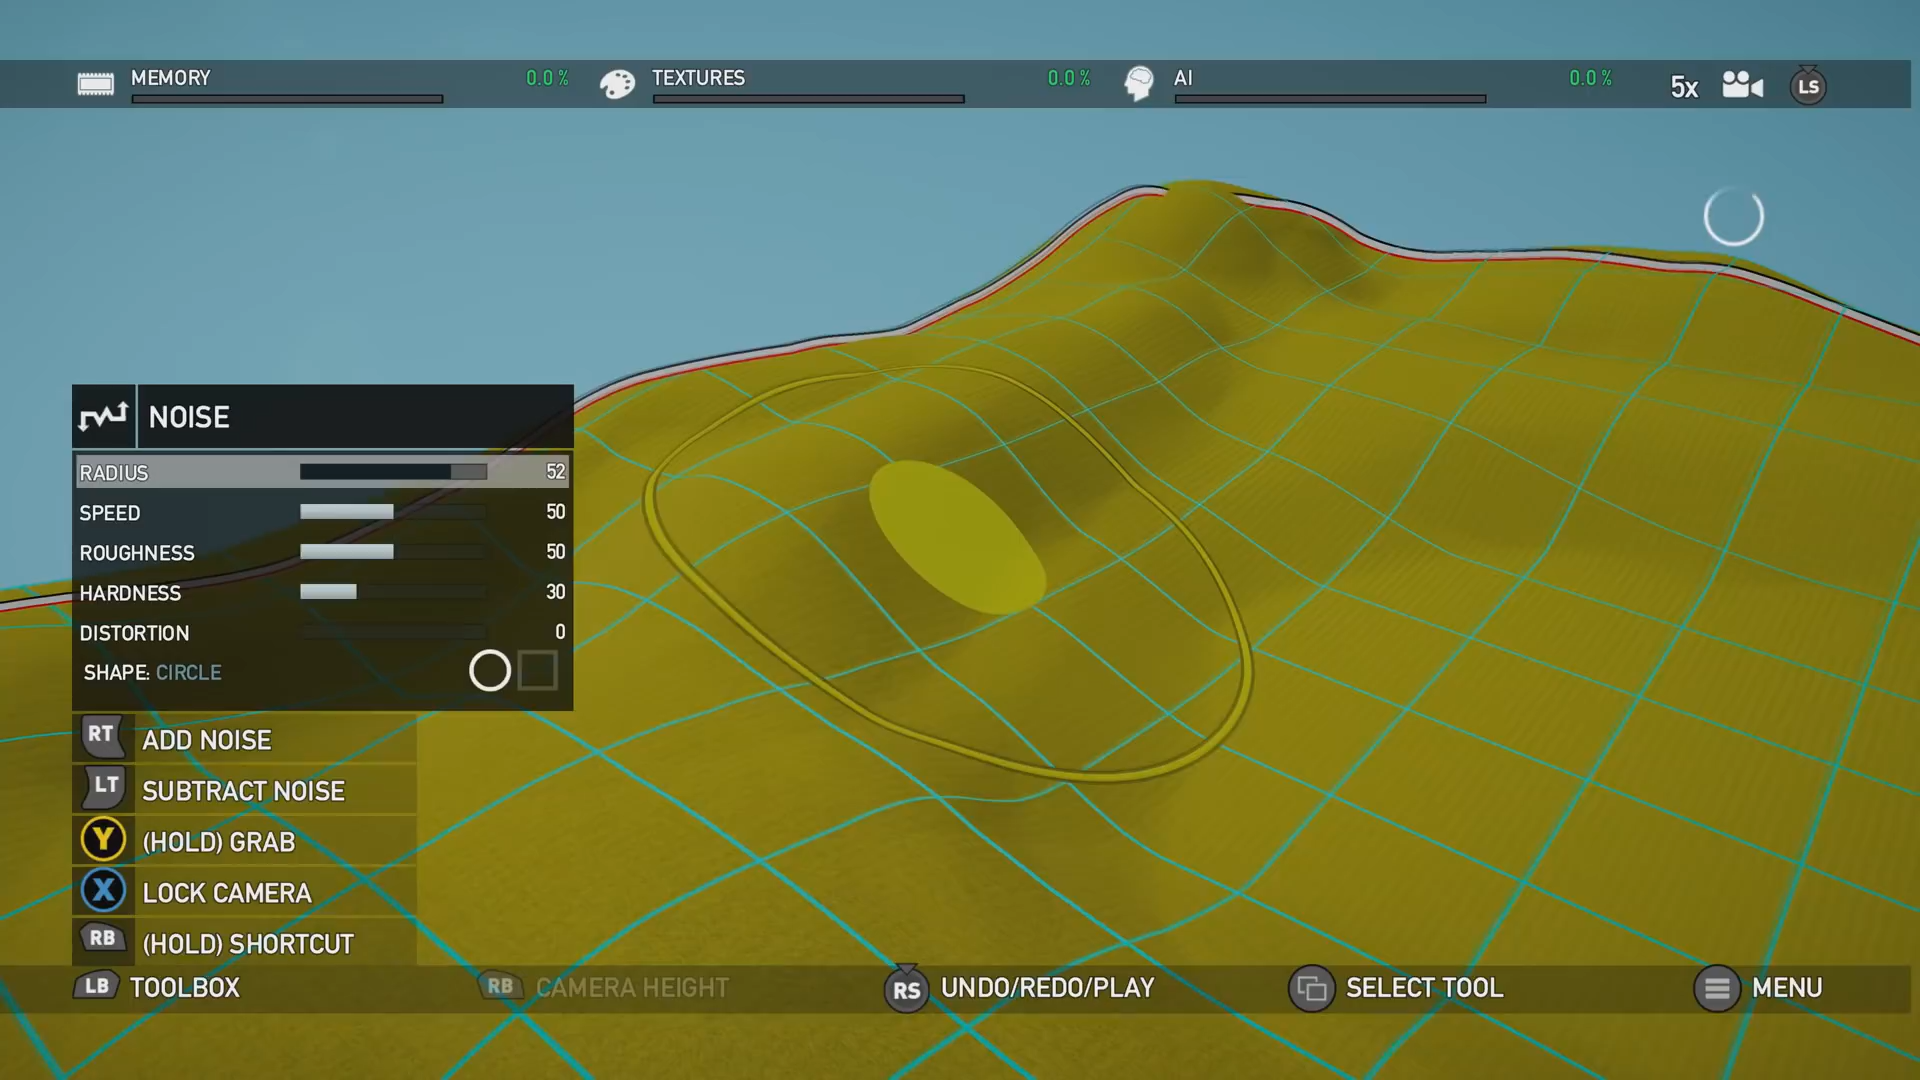 MEMORY 0.0 % TEXTURES 0.0 % AI 0.0 % 5x LS
NOISE
RADIUS 52
SPEED 50
ROUGHNESS 50
HARDNESS 30
DISTORTION 0
SHAPE: CIRCLE
RT ADD NOISE
LT SUBTRACT NOISE
Y (HOLD) GRAB
X LOCK CAMERA
RB (HOLD) SHORTCUT
LB TOOLBOX RB CAMERA HEIGHT RS UNDO/REDO/PLAY SELECT TOOL MENU